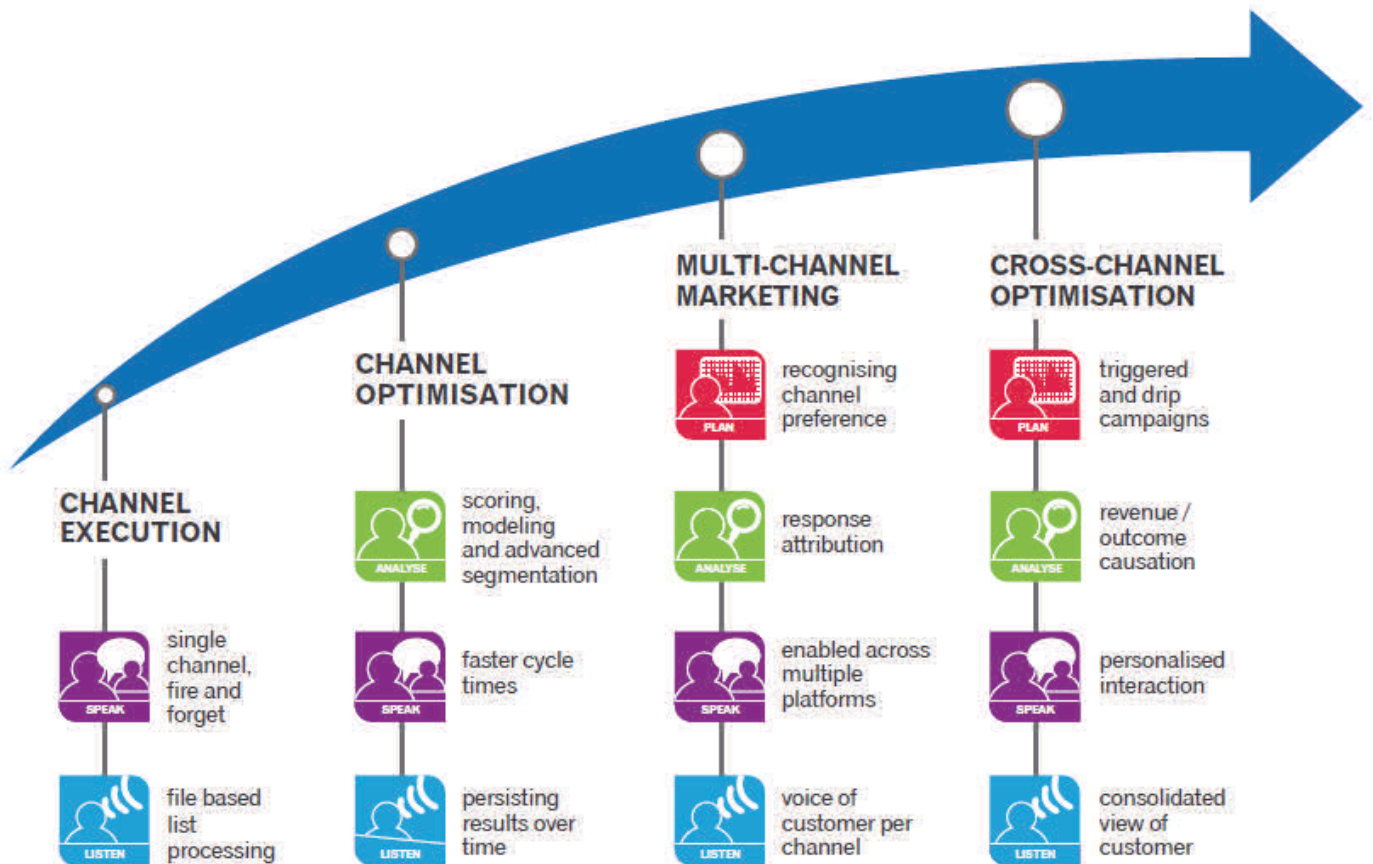 CHANNEL
EXECUTION
SPEAK
single
channel,
fire and
forget
LISTEN
file based
list
processing
CHANNEL
OPTIMISATION
ANALYSE
scoring,
modeling
and advanced
segmentation
SPEAK
faster cycle
times
LISTEN
persisting
results over
time
MULTI-CHANNEL
MARKETING
PLAN
recognising
channel
preference
ANALYSE
response
attribution
SPEAK
enabled across
multiple
platforms
LISTEN
voice of
customer per
channel
CROSS-CHANNEL
OPTIMISATION
PLAN
triggered
and drip
campaigns
ANALYSE
revenue /
outcome
causation
SPEAK
personalised
interaction
LISTEN
consolidated
view of
customer